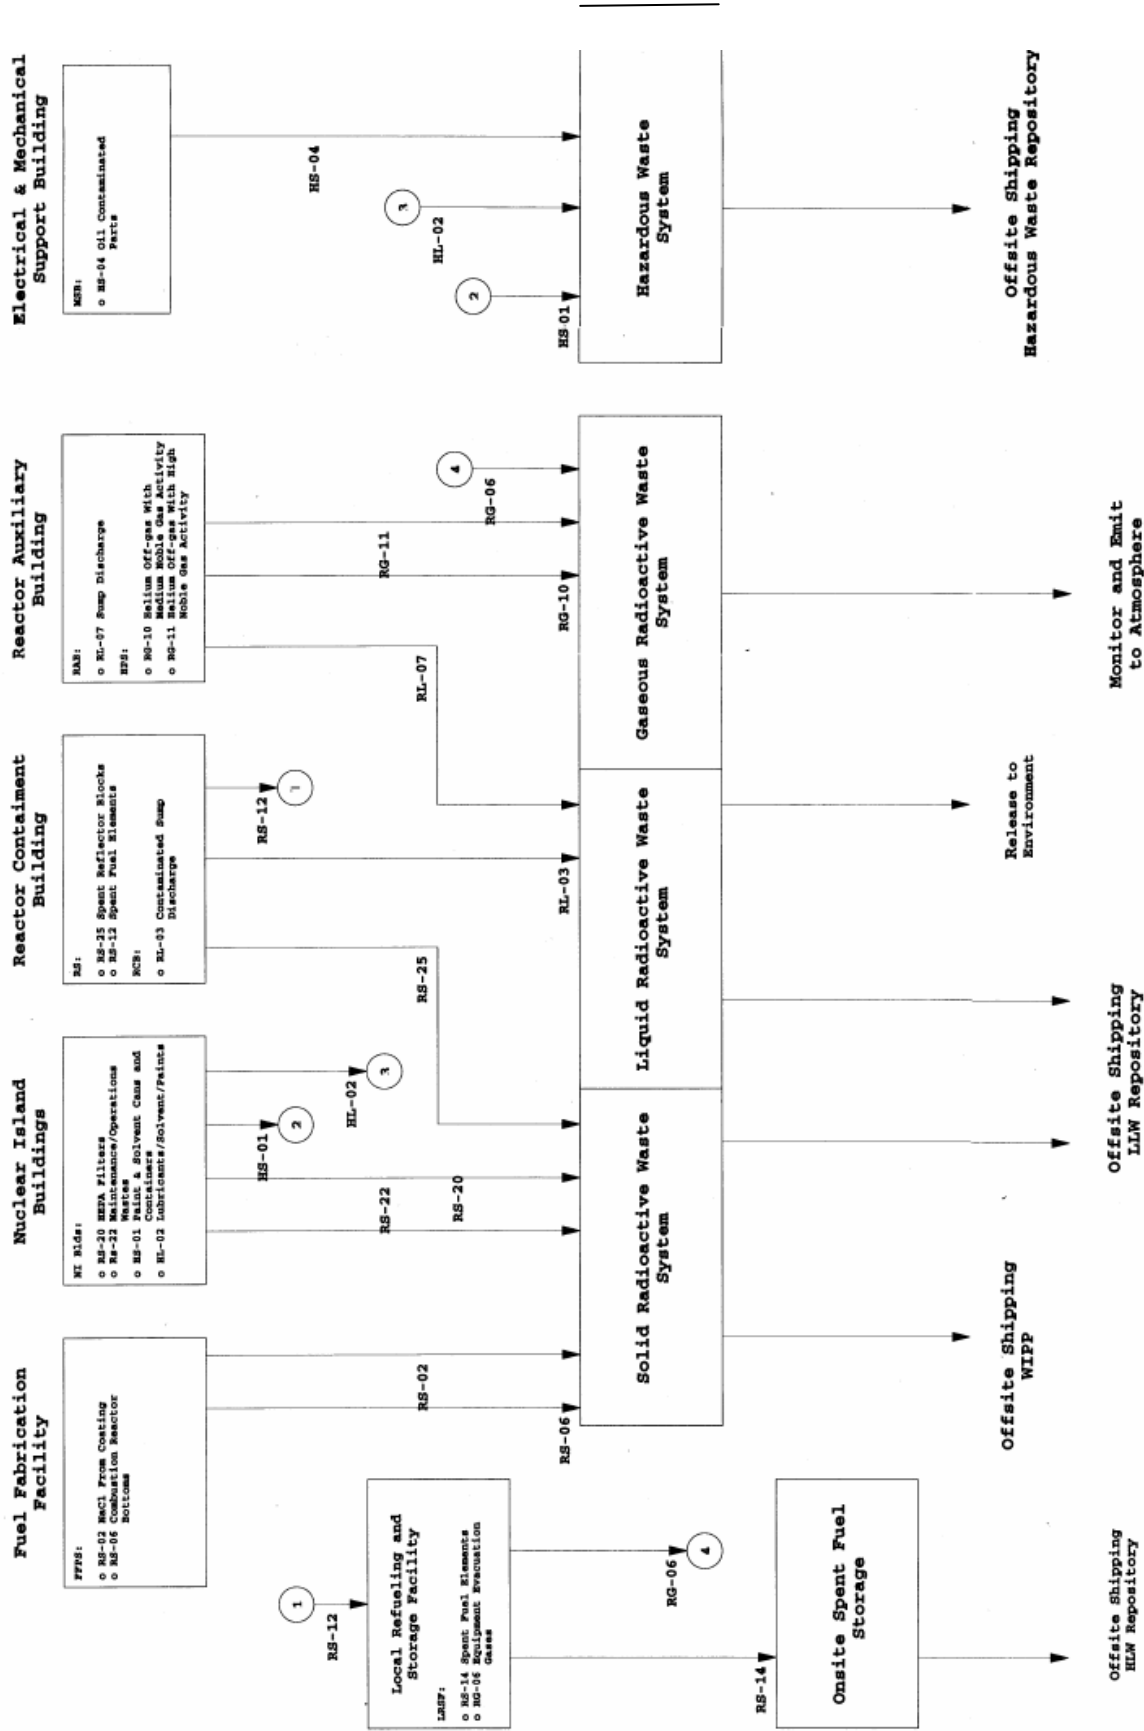 Fuel Fabrication
Facility
Nuclear Island
Buildings
Reactor Contaiment
Building
Reactor Auxiliary
Building
Electrical & Mechanical
Support Building
FFPS:
o RS-02 NaCl From Coating
o RS-06 Combustion Reactor
Bottoms
NI Blds:
o RS-20 HEPA Filters
o RS-22 Maintenance/Operations
Wastes
o HS-01 Paint & Solvent Cans and
Containers
o HL-02 Lubricants/Solvent/Paints
RS:
o RS-25 Spent Reflector Blocks
o RS-12 Spent Fuel Elements
RCB:
o RL-03 Contaminated Sump
Discharge
RAB:
o RL-07 Sump Discharge
HPS:
o RG-10 Helium Off-gas With
Medium Noble Gas Activity
o RG-11 Helium Off-gas With High
Noble Gas Activity
MSB:
o HS-04 Oil Contaminated
Parts
1
RS-12
HS-01
2
HL-02
3
RS-12
1
HS-04
3
HL-02
2
HS-01
4
RG-06
RG-11
RG-10
RL-07
RL-03
RS-25
RS-20
RS-22
RS-02
RS-06
Local Refueling and
Storage Facility
LRSF:
o RS-14 Spent Fuel Elements
o RG-06 Equipment Evacuation
Gases
Solid Radioactive Waste
System
Liquid Radioactive Waste
System
Gaseous Radioactive Waste
System
Hazardous Waste
System
RG-06
4
RS-14
Onsite Spent Fuel
Storage
Offsite Shipping
HLW Repository
Offsite Shipping
WIPP
Offsite Shipping
LLW Repository
Release to
Environment
Monitor and Emit
to Atmosphere
Offsite Shipping
Hazardous Waste Repository